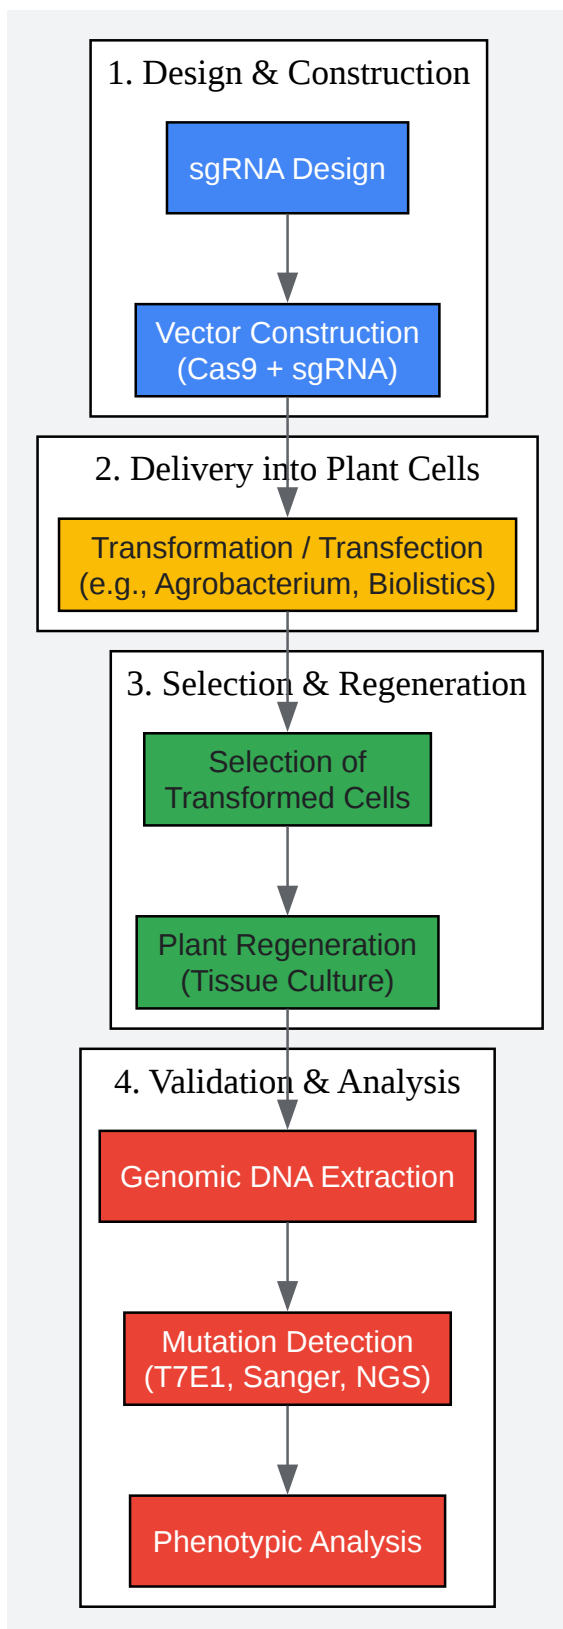 1. Design & Construction
sgRNA Design
Vector Construction
(Cas9 + sgRNA)
2. Delivery into Plant Cells
Transformation / Transfection
(e.g., Agrobacterium, Biolistics)
3. Selection & Regeneration
Selection of
Transformed Cells
Plant Regeneration
(Tissue Culture)
4. Validation & Analysis
Genomic DNA Extraction
Mutation Detection
(T7E1, Sanger, NGS)
Phenotypic Analysis